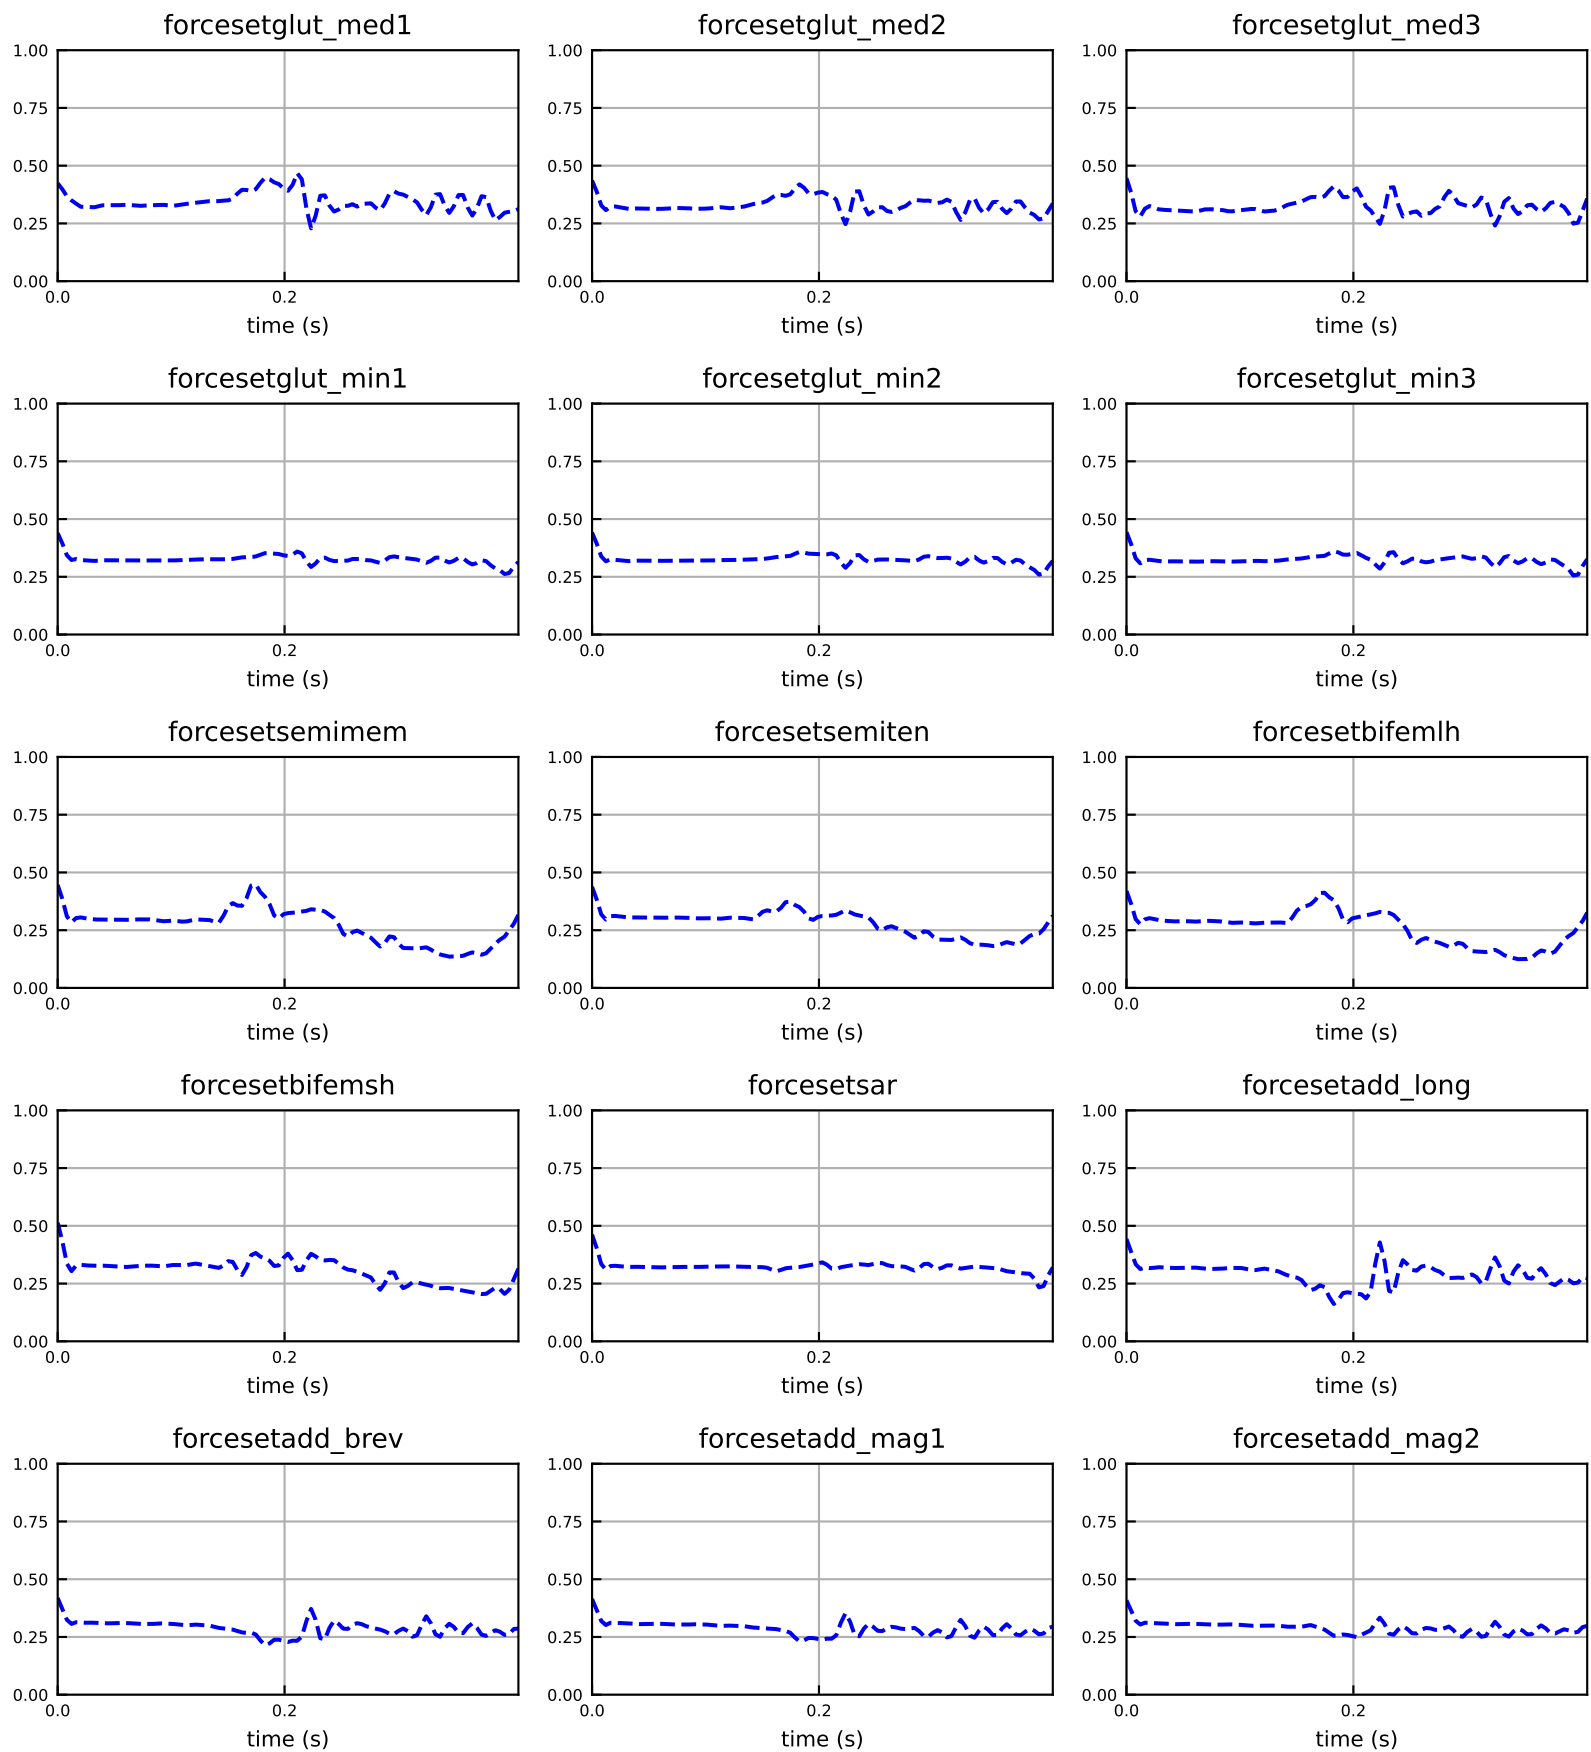 forcesetglut_med1 forcesetglut_med2 forcesetglut_med3
1.00 1.00 1.00
0.75 0.75 0.75
0.50 0.50 0.50
0.25 0.25 0.25
0.00 0.00 0.00
0.0 0.2 0.0 0.2 0.0 0.2
time (s) time (s) time (s)
forcesetglut_min1 forcesetglut_min2 forcesetglut_min3
1.00 1.00 1.00
0.75 0.75 0.75
0.50 0.50 0.50
0.25 0.25 0.25
0.00 0.00 0.00
0.0 0.2 0.0 0.2 0.0 0.2
time (s) time (s) time (s)
forcesetsemimem forcesetsemiten forcesetbifemlh
1.00 1.00 1.00
0.75 0.75 0.75
0.50 0.50 0.50
0.25 0.25 0.25
0.00 0.00 0.00
0.0 0.2 0.0 0.2 0.0 0.2
time (s) time (s) time (s)
forcesetbifemsh forcesetsar forcesetadd_long
1.00 1.00 1.00
0.75 0.75 0.75
0.50 0.50 0.50
0.25 0.25 0.25
0.00 0.00 0.00
0.0 0.2 0.0 0.2 0.0 0.2
time (s) time (s) time (s)
forcesetadd_brev forcesetadd_mag1 forcesetadd_mag2
1.00 1.00 1.00
0.75 0.75 0.75
0.50 0.50 0.50
0.25 0.25 0.25
0.00 0.00 0.00
0.0 0.2 0.0 0.2 0.0 0.2
time (s) time (s) time (s)